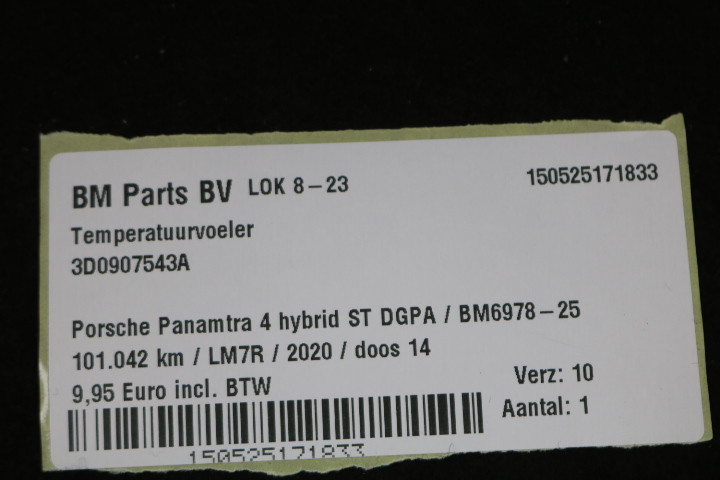 BM Parts BV LOK 8-23 150525171833
Temperatuurvoeler
3D0907543A
Porsche Panamtra 4 hybrid ST DGPA / BM6978-25
101.042 km / LM7R / 2020 / doos 14
9,95 Euro incl. BTW Verz: 10
Aantal: 1
150525171833